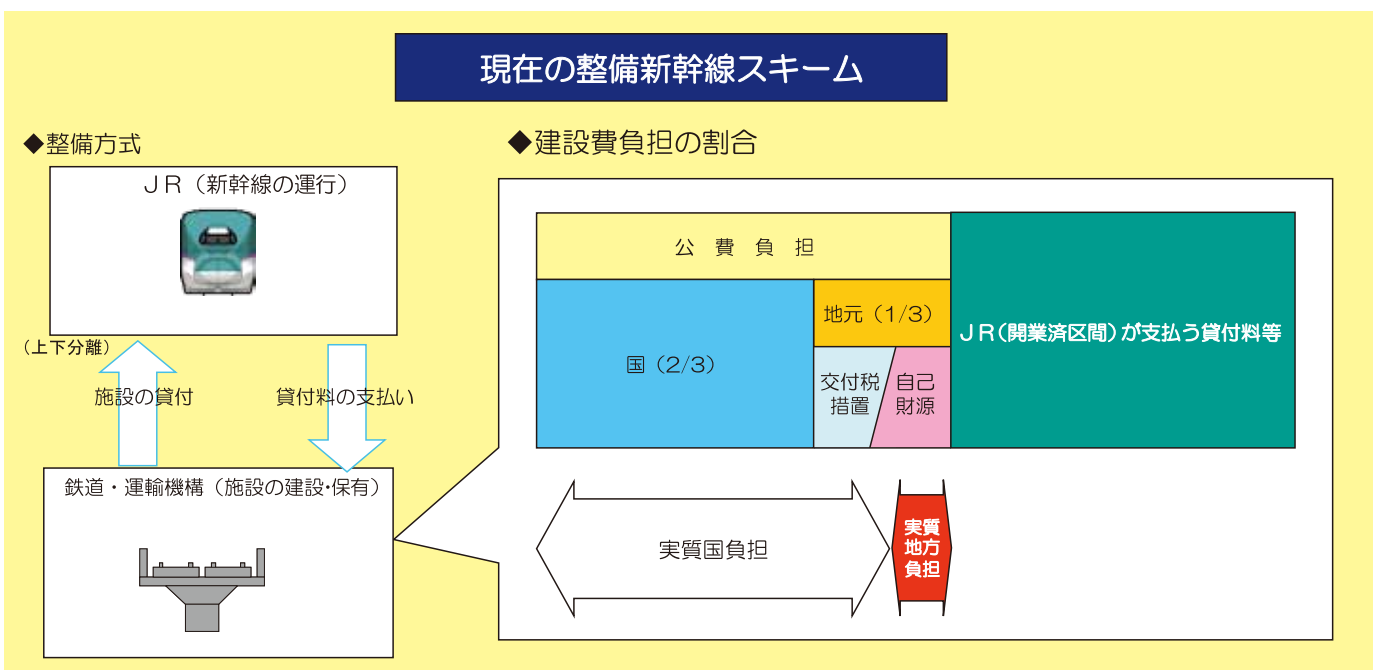 現在の整備新幹線スキーム
◆整備方式
JR(新幹線の運行)
(上下分離)
施設の貸付
貸付料の支払い
鉄道・運輸機構(施設の建設・保有)
◆建設費負担の割合
公費負担
国(2/3)
地元(1/3)
交付税
措置
自己
財源
JR(開業済区間)が支払う貸付料等
実質国負担
実質
地方
負担